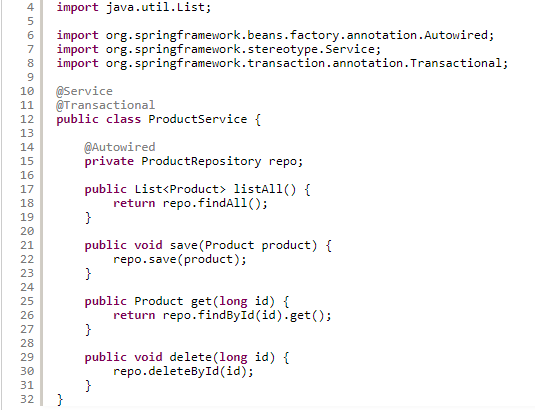 4 import java.util.List;
5
6 import org.springframework.beans.factory.annotation.Autowired;
7 import org.springframework.stereotype.Service;
8 import org.springframework.transaction.annotation.Transactional;
9
10 @Service
11 @Transactional
12 public class ProductService {
13
14     @Autowired
15     private ProductRepository repo;
16
17     public List<Product> listAll() {
18         return repo.findAll();
19     }
20
21     public void save(Product product) {
22         repo.save(product);
23     }
24
25     public Product get(long id) {
26         return repo.findById(id).get();
27     }
28
29     public void delete(long id) {
30         repo.deleteById(id);
31     }
32 }